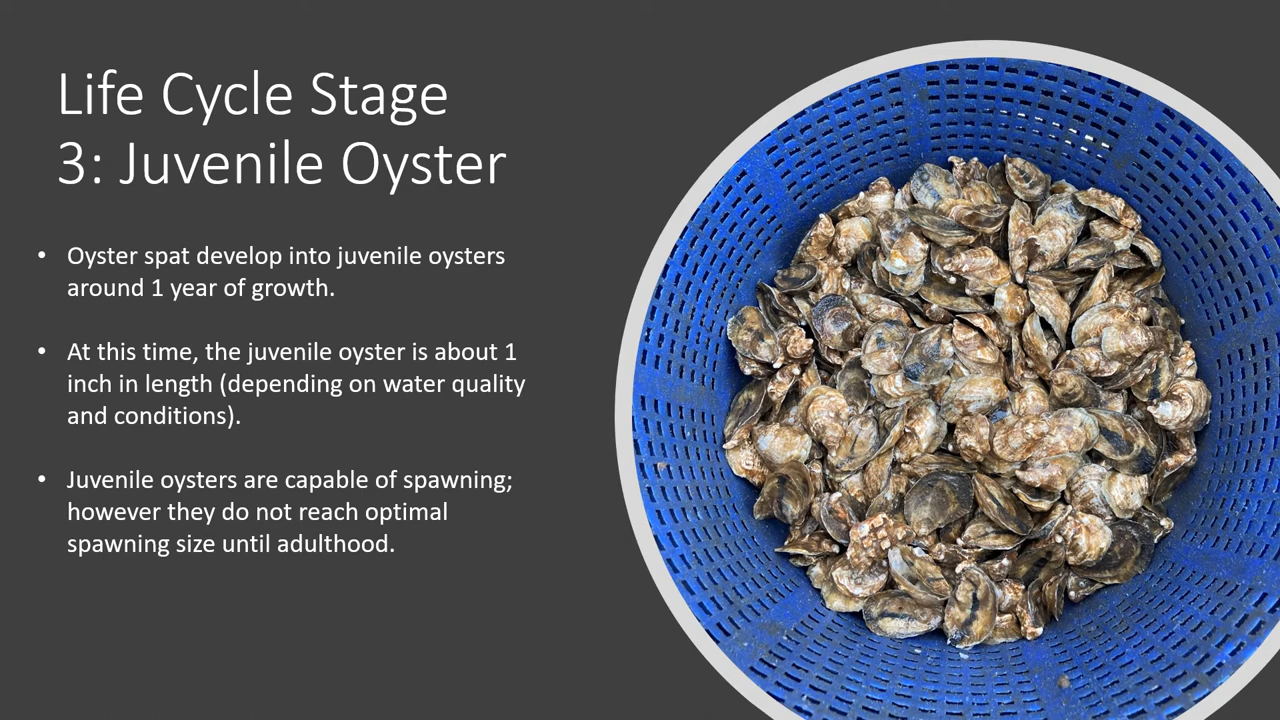 Life Cycle Stage
3: Juvenile Oyster
• Oyster spat develop into juvenile oysters
around 1 year of growth.
• At this time, the juvenile oyster is about 1
inch in length (depending on water quality
and conditions).
• Juvenile oysters are capable of spawning;
however they do not reach optimal
spawning size until adulthood.